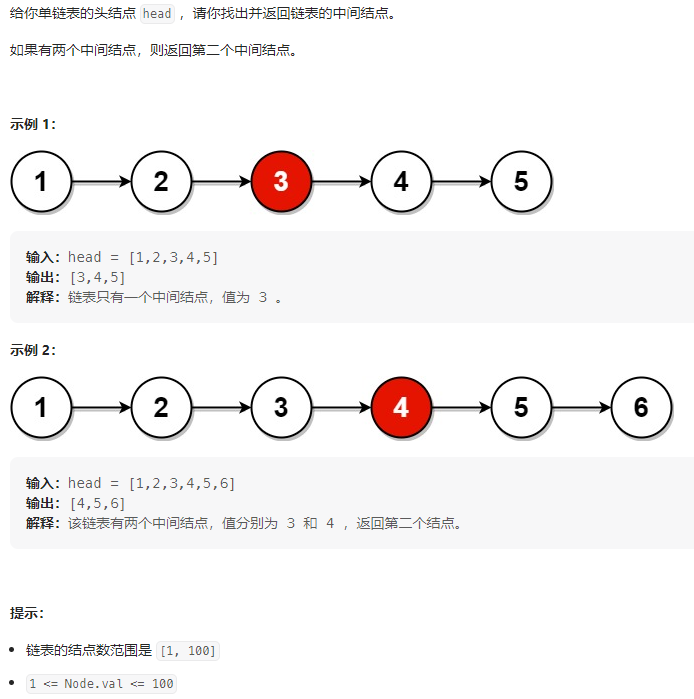 给你单链表的头结点 head ，请你找出并返回链表的中间结点。
如果有两个中间结点，则返回第二个中间结点。
示例 1：
1 2 3 4 5
输入：head = [1,2,3,4,5]
输出：[3,4,5]
解释：链表只有一个中间结点，值为 3 。
示例 2：
1 2 3 4 5 6
输入：head = [1,2,3,4,5,6]
输出：[4,5,6]
解释：该链表有两个中间结点，值分别为 3 和 4 ，返回第二个结点。
提示：
• 链表的结点数范围是 [1, 100]
• 1 <= Node.val <= 100